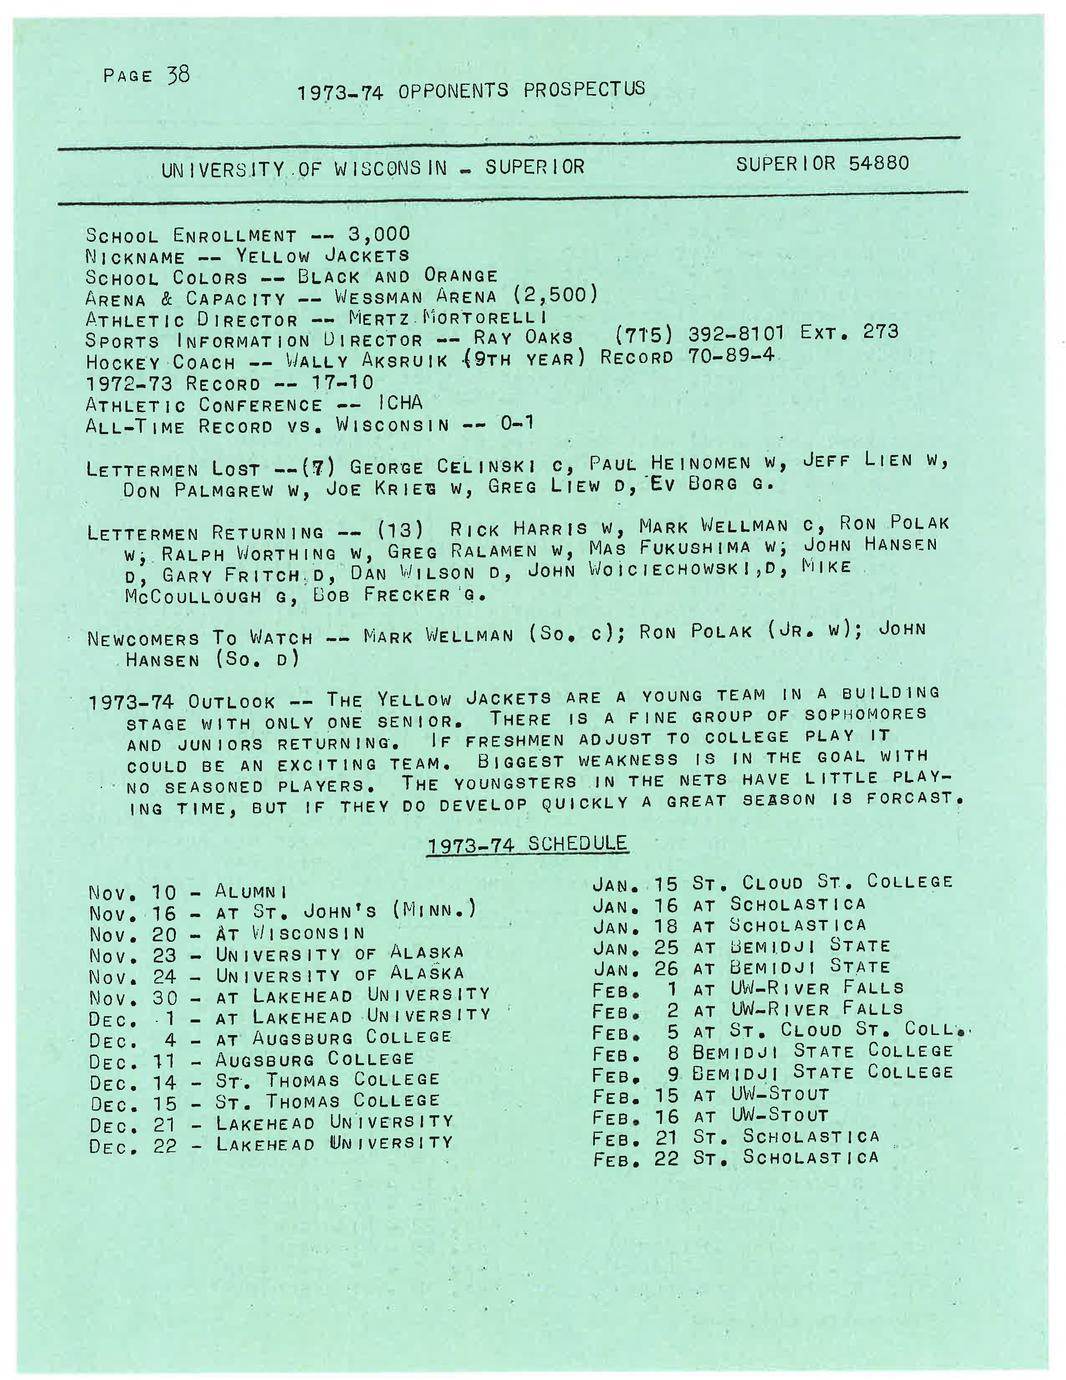 PAGE 38
1973-74 OPPONENTS PROSPECTUS
UNIVERSITY OF WISCONSIN - SUPERIOR    SUPERIOR 54880
SCHOOL ENROLLMENT -- 3,000
NICKNAME -- YELLOW JACKETS
SCHOOL COLORS -- BLACK AND ORANGE
ARENA & CAPACITY -- WESSMAN ARENA (2,500)
ATHLETIC DIRECTOR -- MERTZ MORTORELLI
SPORTS INFORMATION DIRECTOR -- RAY OAKS    (715) 392-8101 EXT. 273
HOCKEY COACH -- WALLY AKSRUIK (9TH YEAR) RECORD 70-89-4
1972-73 RECORD -- 17-10
ATHLETIC CONFERENCE -- ICHA
ALL-TIME RECORD VS. WISCONSIN -- 0-1
LETTERMEN LOST --(7) GEORGE CELINSKI C, PAUL HEINOMEN W, JEFF LIEN W,
DON PALMGREW W, JOE KRIEG W, GREG LIEW D, EV BORG G.
LETTERMEN RETURNING -- (13) RICK HARRIS W, MARK WELLMAN C, RON POLAK
W; RALPH WORTHING W, GREG RALAMEN W, MAS FUKUSHIMA W; JOHN HANSEN
D, GARY FRITCH D, DAN WILSON D, JOHN WOICIECHOWSKI,D, MIKE
MCCOULLOUGH G, BOB FRECKER G.
NEWCOMERS TO WATCH -- MARK WELLMAN (SO. C); RON POLAK (JR. W); JOHN
HANSEN (SO. D)
1973-74 OUTLOOK -- THE YELLOW JACKETS ARE A YOUNG TEAM IN A BUILDING
STAGE WITH ONLY ONE SENIOR. THERE IS A FINE GROUP OF SOPHOMORES
AND JUNIORS RETURNING. IF FRESHMEN ADJUST TO COLLEGE PLAY IT
COULD BE AN EXCITING TEAM. BIGGEST WEAKNESS IS IN THE GOAL WITH
NO SEASONED PLAYERS. THE YOUNGSTERS IN THE NETS HAVE LITTLE PLAY-
ING TIME, BUT IF THEY DO DEVELOP QUICKLY A GREAT SEASON IS FORCAST.
1973-74 SCHEDULE
NOV. 10 - ALUMNI
NOV. 16 - AT ST. JOHN'S (MINN.)
NOV. 20 - AT WISCONSIN
NOV. 23 - UNIVERSITY OF ALASKA
NOV. 24 - UNIVERSITY OF ALASKA
NOV. 30 - AT LAKEHEAD UNIVERSITY
DEC. 1 - AT LAKEHEAD UNIVERSITY
DEC. 4 - AT AUGSBURG COLLEGE
DEC. 11 - AUGSBURG COLLEGE
DEC. 14 - ST. THOMAS COLLEGE
DEC. 15 - ST. THOMAS COLLEGE
DEC. 21 - LAKEHEAD UNIVERSITY
DEC. 22 - LAKEHEAD UNIVERSITY
JAN. 15 ST. CLOUD ST. COLLEGE
JAN. 16 AT SCHOLASTICA
JAN. 18 AT SCHOLASTICA
JAN. 25 AT BEMIDJI STATE
JAN. 26 AT BEMIDJI STATE
FEB. 1 AT UW-RIVER FALLS
FEB. 2 AT UW-RIVER FALLS
FEB. 5 AT ST. CLOUD ST. COLL.
FEB. 8 BEMIDJI STATE COLLEGE
FEB. 9 BEMIDJI STATE COLLEGE
FEB. 15 AT UW-STOUT
FEB. 16 AT UW-STOUT
FEB. 21 ST. SCHOLASTICA
FEB. 22 ST. SCHOLASTICA